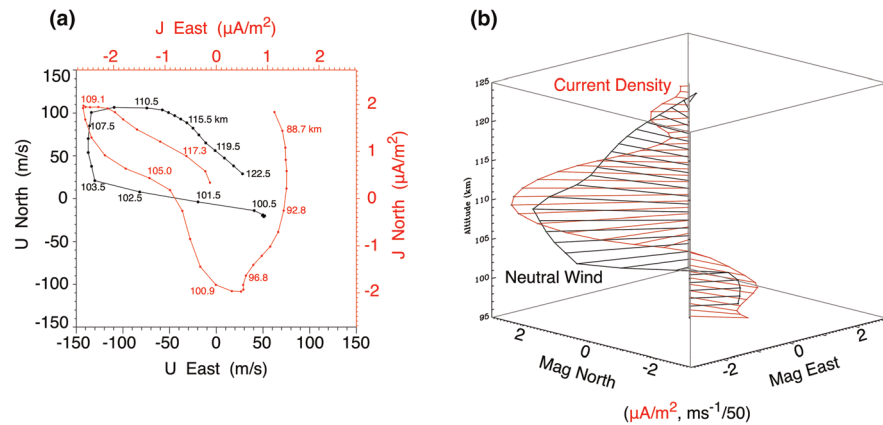 (a)
J East (μA/m²)
-2 -1 0 1 2
150
100
50
0
-50
-100
-150
U North (m/s)
109.1
110.5
107.5
115.5 km
117.3
119.5
122.5
105.0
103.5
102.5
101.5
100.5
88.7 km
92.8
96.8
100.9
2
1
0
-1
-2
J North (μA/m²)
-150 -100 -50 0 50 100 150
U East (m/s)
(b)
125
120
115
110
105
100
95
Altitude (km)
Current Density
Neutral Wind
2 0 -2
Mag North
-2 0 2
Mag East
(μA/m², ms⁻¹/50)